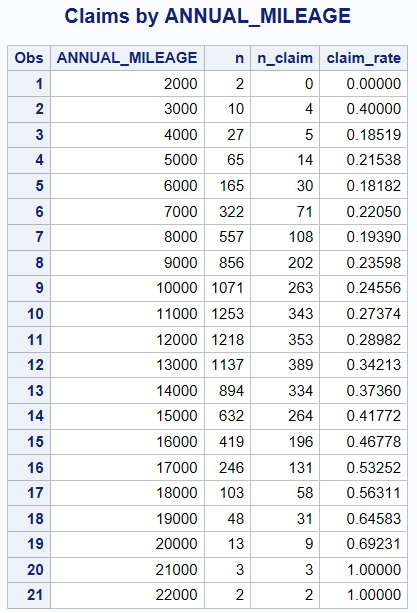 Claims by ANNUAL_MILEAGE
Obs ANNUAL_MILEAGE n n_claim claim_rate
1 2000 2 0 0.00000
2 3000 10 4 0.40000
3 4000 27 5 0.18519
4 5000 65 14 0.21538
5 6000 165 30 0.18182
6 7000 322 71 0.22050
7 8000 557 108 0.19390
8 9000 856 202 0.23598
9 10000 1071 263 0.24556
10 11000 1253 343 0.27374
11 12000 1218 353 0.28982
12 13000 1137 389 0.34213
13 14000 894 334 0.37360
14 15000 632 264 0.41772
15 16000 419 196 0.46778
16 17000 246 131 0.53252
17 18000 103 58 0.56311
18 19000 48 31 0.64583
19 20000 13 9 0.69231
20 21000 3 3 1.00000
21 22000 2 2 1.00000